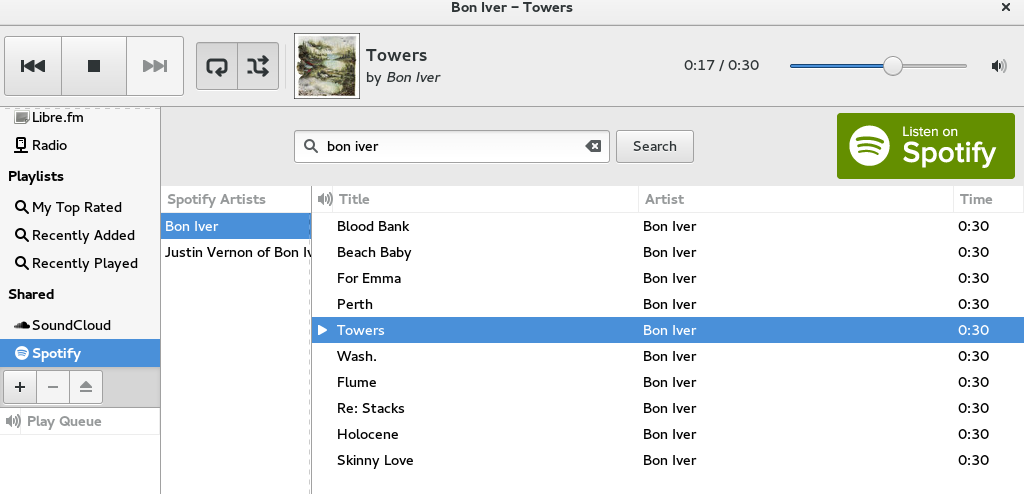 Bon Iver – Towers
Towers
by Bon Iver
0:17 / 0:30
Libre.fm
Radio
Playlists
My Top Rated
Recently Added
Recently Played
Shared
SoundCloud
Spotify
Play Queue
bon iver
Search
Listen on
Spotify
Spotify Artists
Bon Iver
Justin Vernon of Bon Iv
Title Artist Time
Blood Bank Bon Iver 0:30
Beach Baby Bon Iver 0:30
For Emma Bon Iver 0:30
Perth Bon Iver 0:30
Towers Bon Iver 0:30
Wash. Bon Iver 0:30
Flume Bon Iver 0:30
Re: Stacks Bon Iver 0:30
Holocene Bon Iver 0:30
Skinny Love Bon Iver 0:30